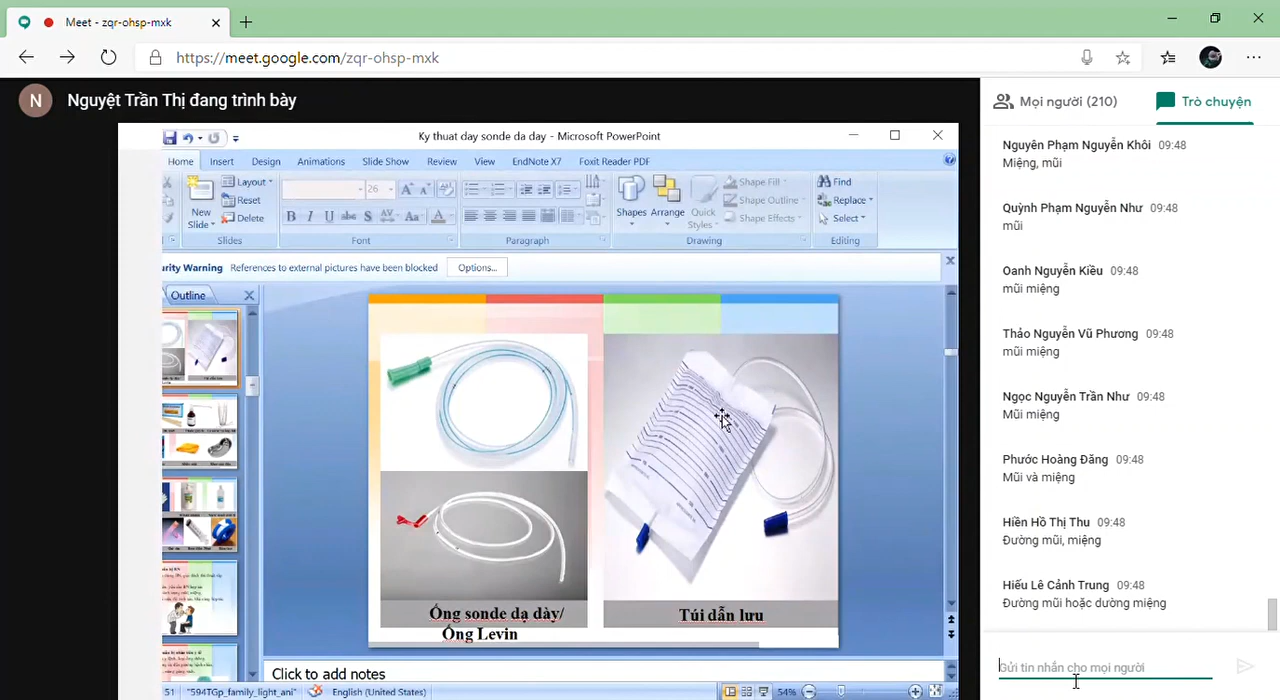 Meet - zqr-ohsp-mxk
https://meet.google.com/zqr-ohsp-mxk
N
Nguyệt Trần Thị đang trình bày
Mọi người (210)
Trò chuyện
Ky thuat day sonde da day - Microsoft PowerPoint
Home Insert Design Animations Slide Show Review View EndNote X7 Foxit Reader PDF
New Slide
Layout
Reset
Delete
Slides
26
B I U abc S AV Aa A
Font
Paragraph
Shapes Arrange Quick Styles
Shape Fill
Shape Outline
Shape Effects
Drawing
Find
Replace
Select
Editing
urity Warning References to external pictures have been blocked Options...
Outline
Ống sonde dạ dày/
Ống Levin
Túi dẫn lưu
Click to add notes
51 "594TGp_family_light_ani" English (United States) 54%
Nguyên Phạm Nguyễn Khôi 09:48
Miệng, mũi
Quỳnh Phạm Nguyễn Như 09:48
mũi
Oanh Nguyễn Kiều 09:48
mũi miệng
Thảo Nguyễn Vũ Phương 09:48
mũi miệng
Ngọc Nguyễn Trần Như 09:48
Mũi miệng
Phước Hoàng Đăng 09:48
Mũi và miệng
Hiền Hồ Thị Thu 09:48
Đường mũi, miệng
Hiếu Lê Cảnh Trung 09:48
Đường mũi hoặc dường miệng
Gửi tin nhắn cho mọi người